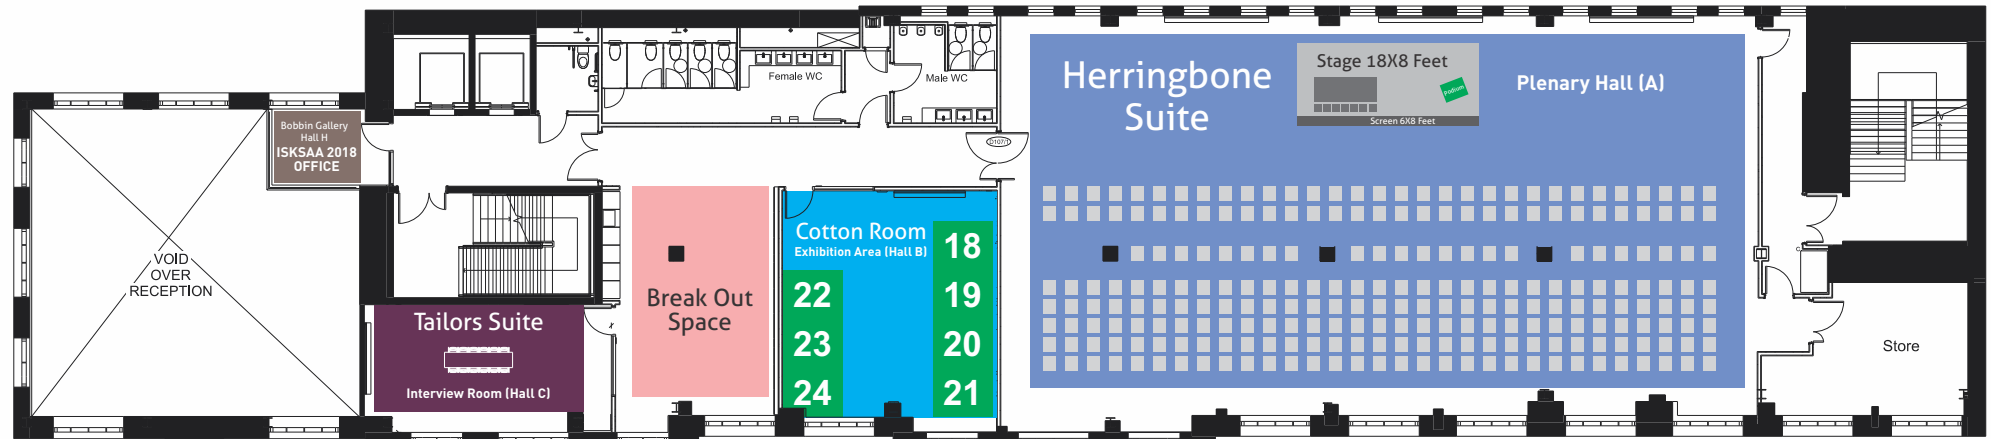 Bobbin Gallery
Hall H
ISKSAA 2018
OFFICE
VOID
OVER
RECEPTION
Tailors Suite
Interview Room (Hall C)
Female WC
Male WC
D107/1
Break Out
Space
Cotton Room
Exhibition Area (Hall B)
18
19
20
21
22
23
24
Herringbone
Suite
Stage 18X8 Feet
Podium
Screen 6X8 Feet
Plenary Hall (A)
Store